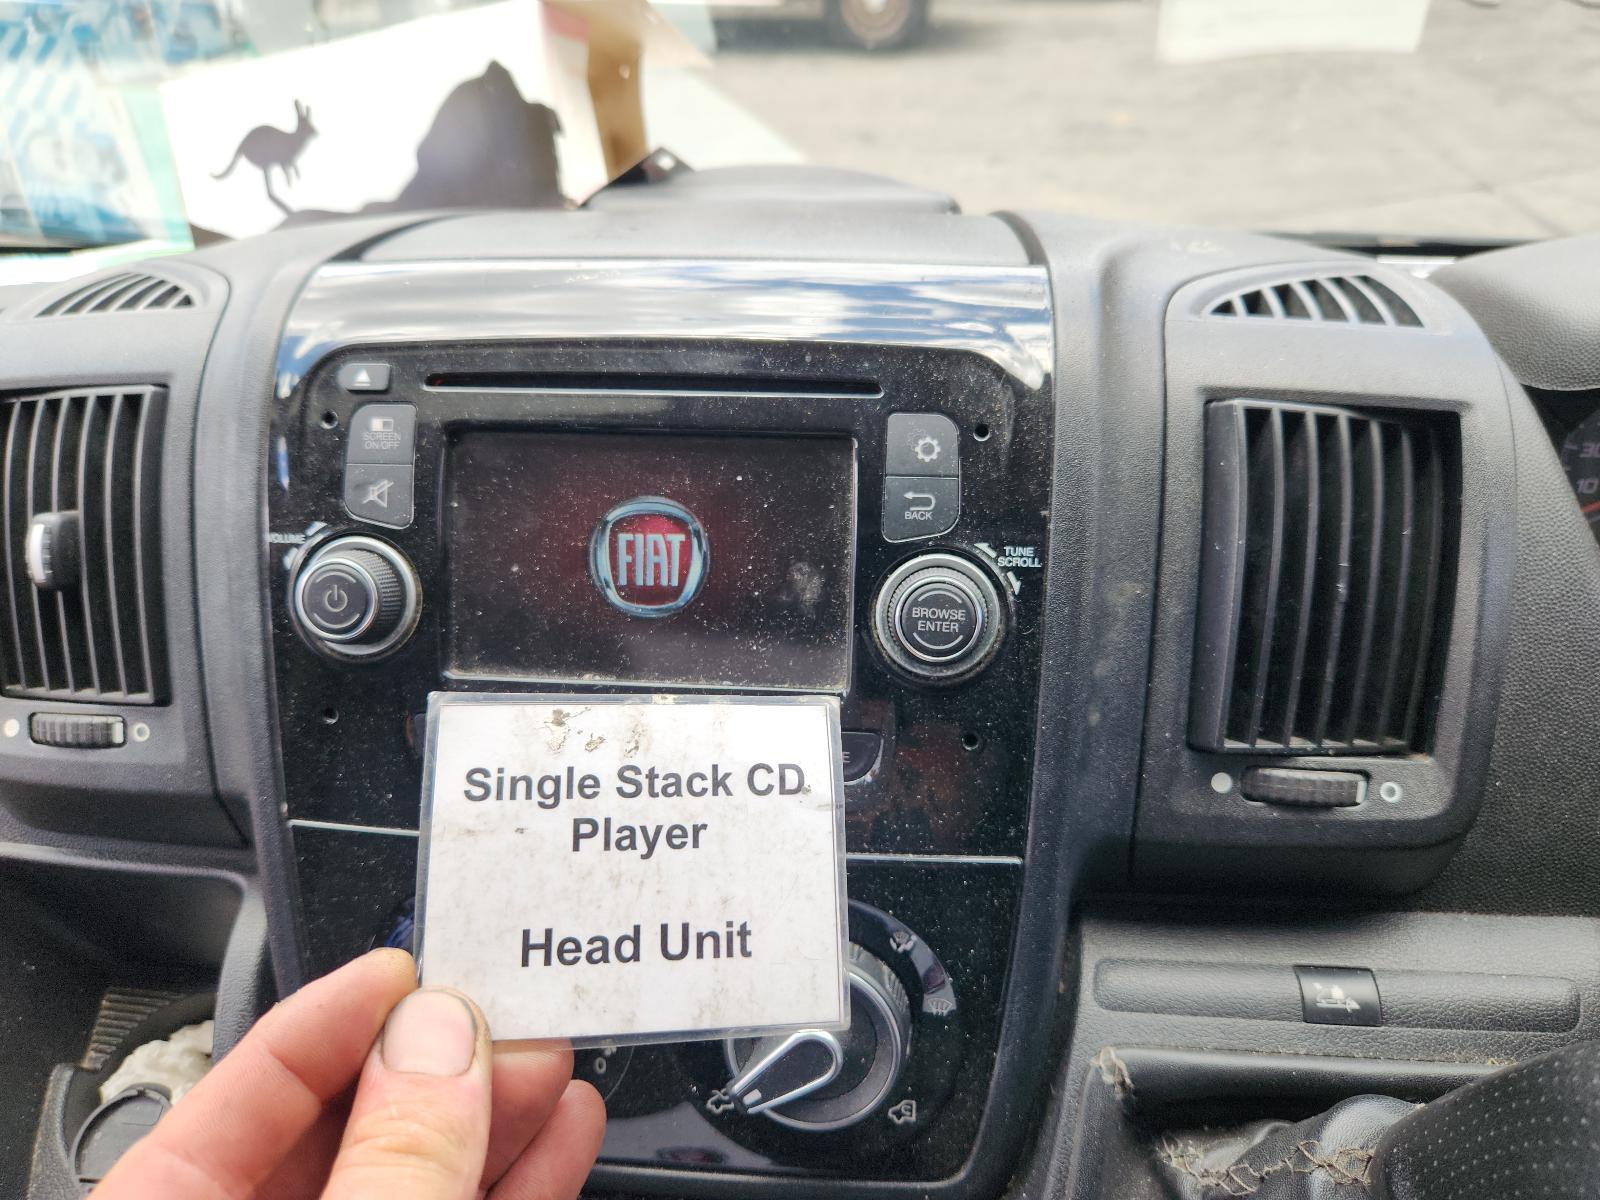 SCREEN
ON/OFF
BACK
VOLUME
TUNE
SCROLL
FIAT
BROWSE
ENTER
Single Stack CD
Player
Head Unit